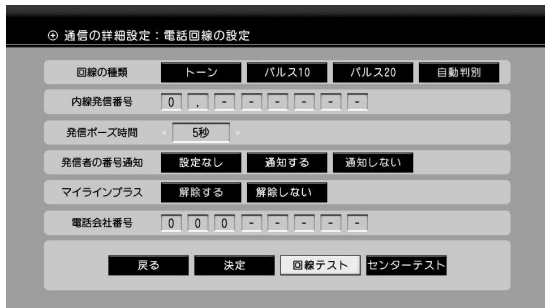 ⊕ 通信の詳細設定：電話回線の設定
回線の種類 トーン パルス10 パルス20 自動判別
内線発信番号 0 , - - - - - -
発信ポーズ時間 5秒
発信者の番号通知 設定なし 通知する 通知しない
マイラインプラス 解除する 解除しない
電話会社番号 0 0 0 - - - - -
戻る 決定 回線テスト センターテスト